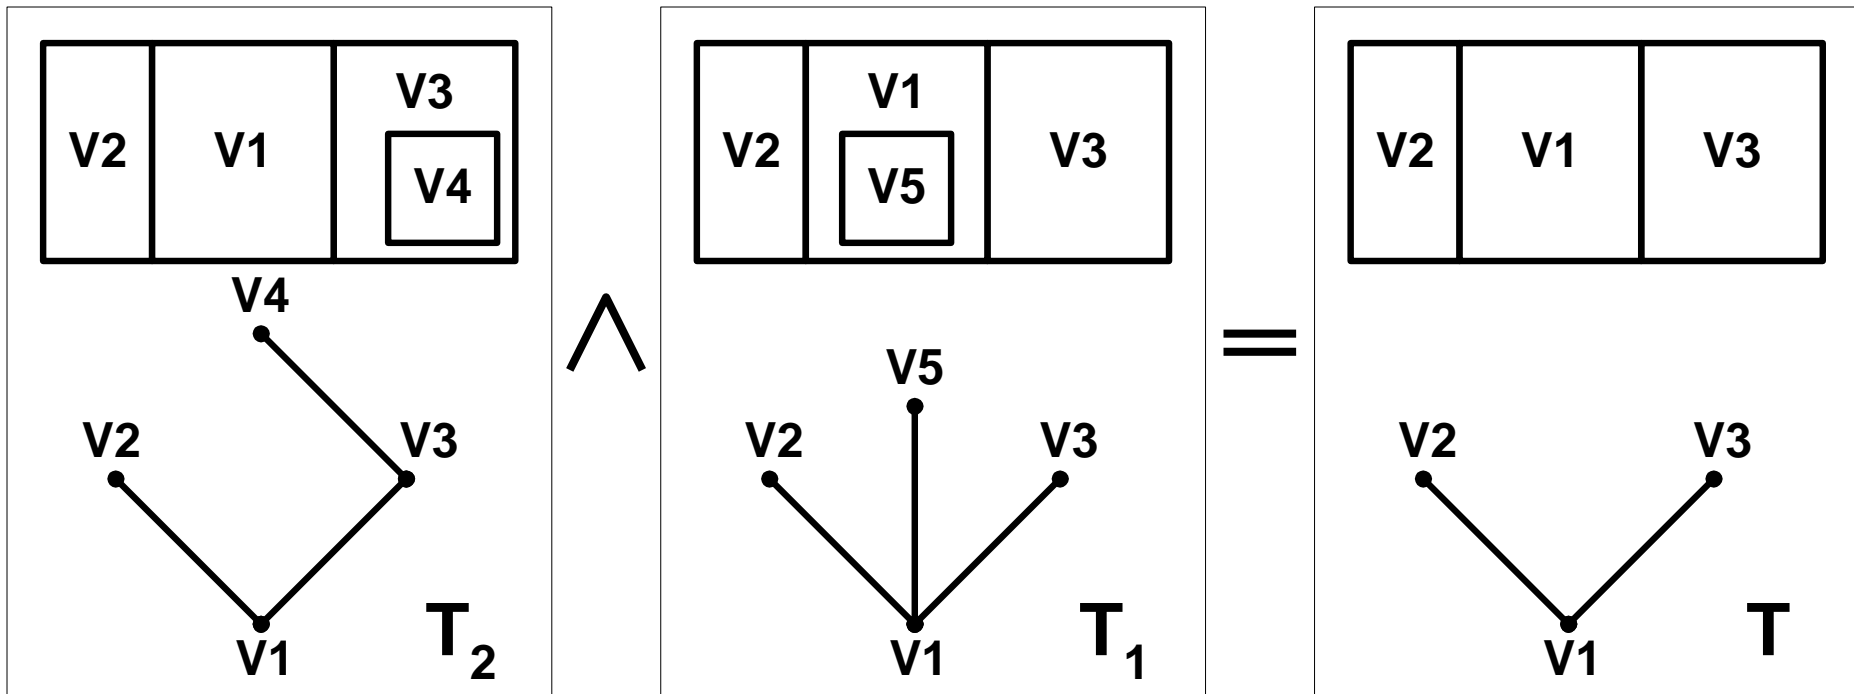 V2 V1 V3 V4
V4
V2 V3
V1 T2
∧
V2 V1 V5 V3
V5
V2 V3
V1 T1
=
V2 V1 V3
V2 V3
V1 T